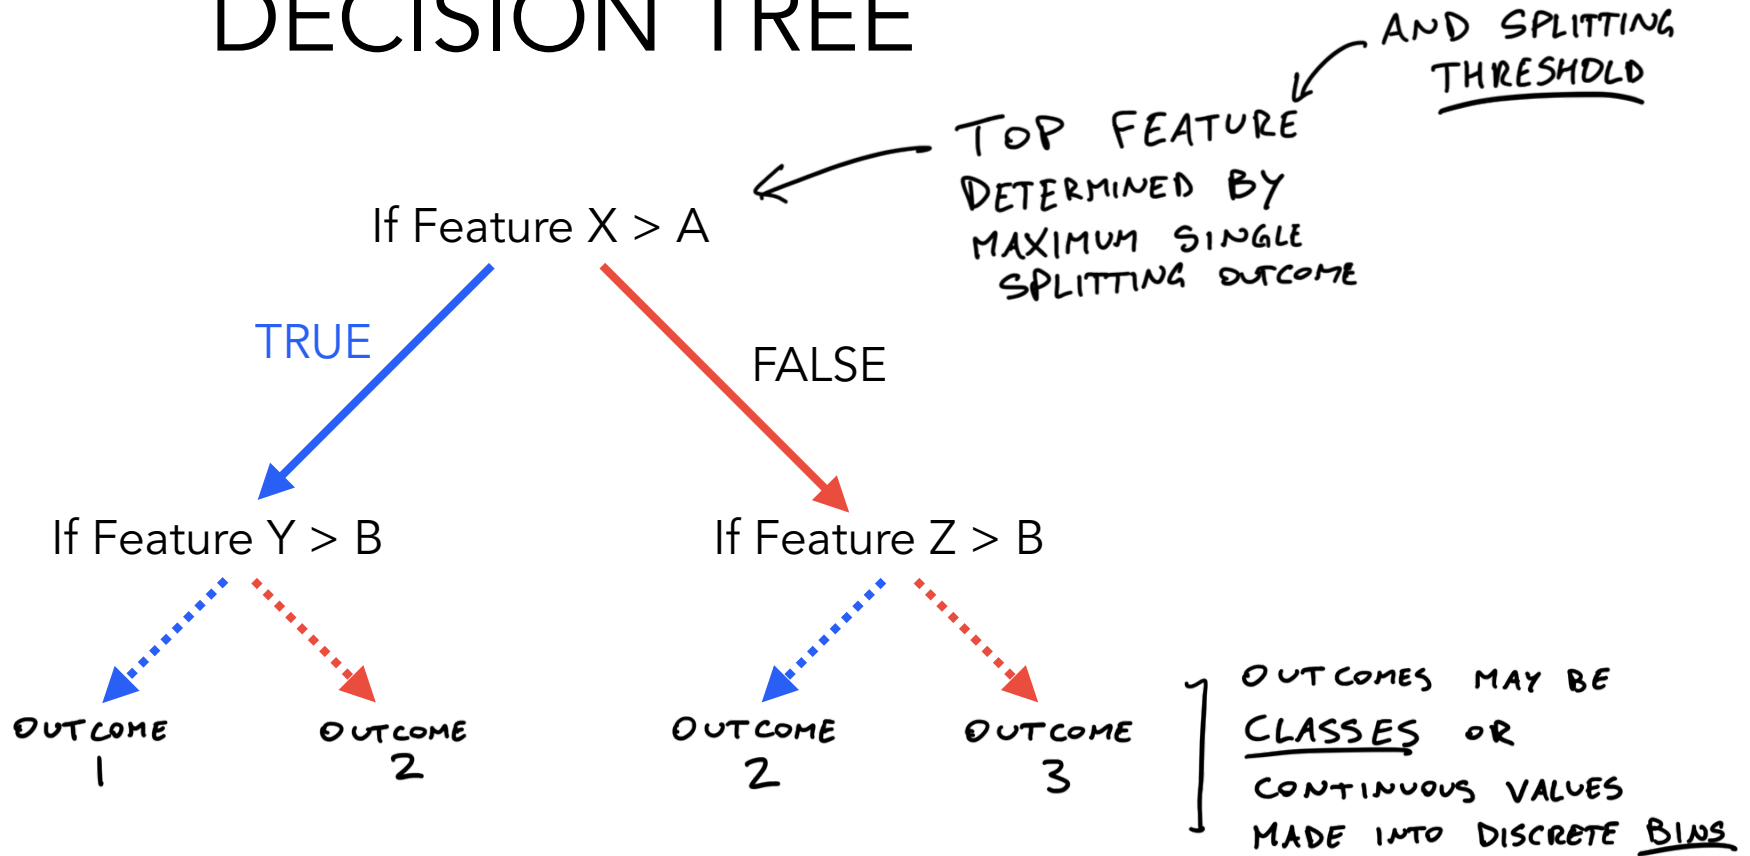 DECISION TREE
AND SPLITTING
THRESHOLD
TOP FEATURE
DETERMINED BY
MAXIMUM SINGLE
SPLITTING OUTCOME
If Feature X > A
TRUE
FALSE
If Feature Y > B
If Feature Z > B
OUTCOME
1
OUTCOME
2
OUTCOME
2
OUTCOME
3
OUTCOMES MAY BE
CLASSES OR
CONTINUOUS VALUES
MADE INTO DISCRETE BINS